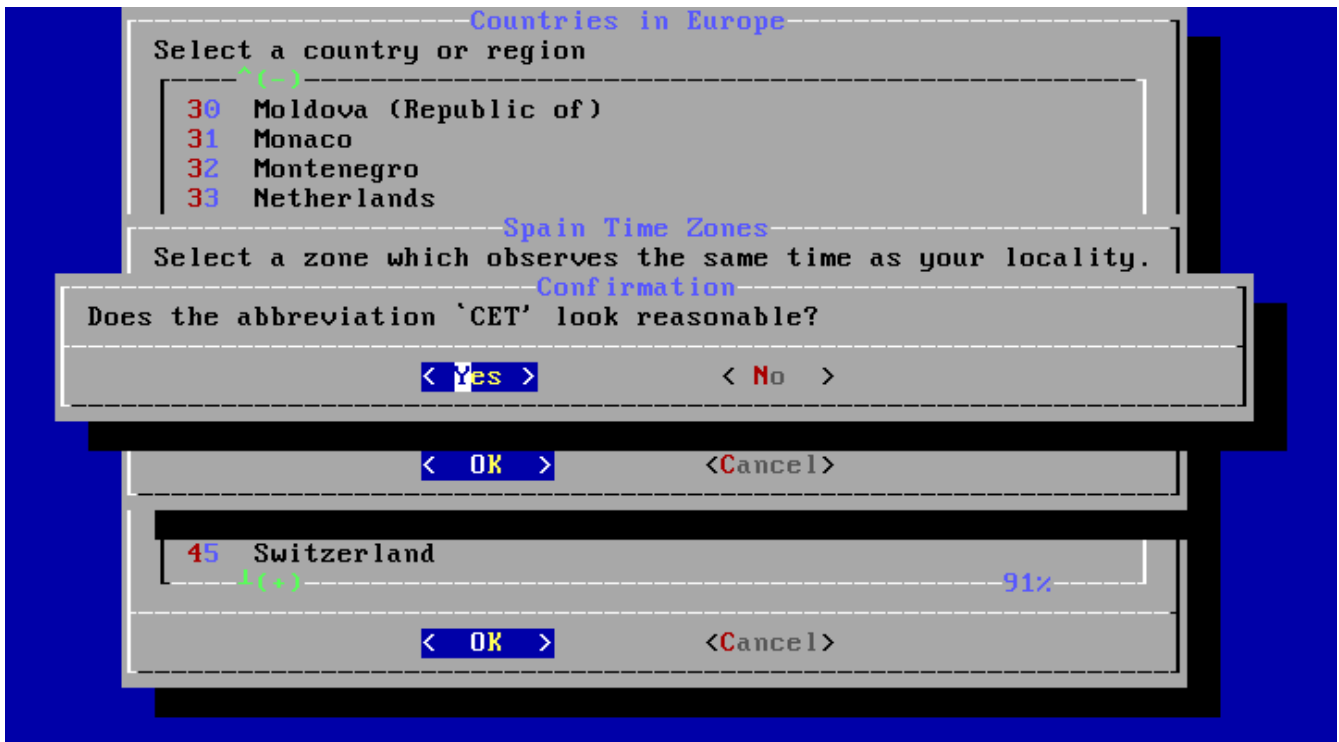 Countries in Europe
Select a country or region
^(-)
30 Moldova (Republic of)
31 Monaco
32 Montenegro
33 Netherlands
Spain Time Zones
Select a zone which observes the same time as your locality.
Confirmation
Does the abbreviation `CET' look reasonable?
< Yes > < No >
< OK > <Cancel>
45 Switzerland
┴(+) 91%
< OK > <Cancel>